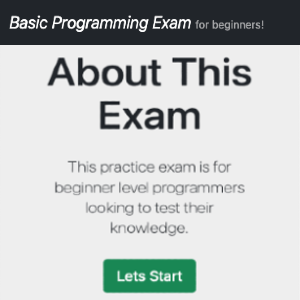 Basic Programming Exam for beginners!
About This
Exam
This practice exam is for
beginner level programmers
looking to test their
knowledge.
Lets Start